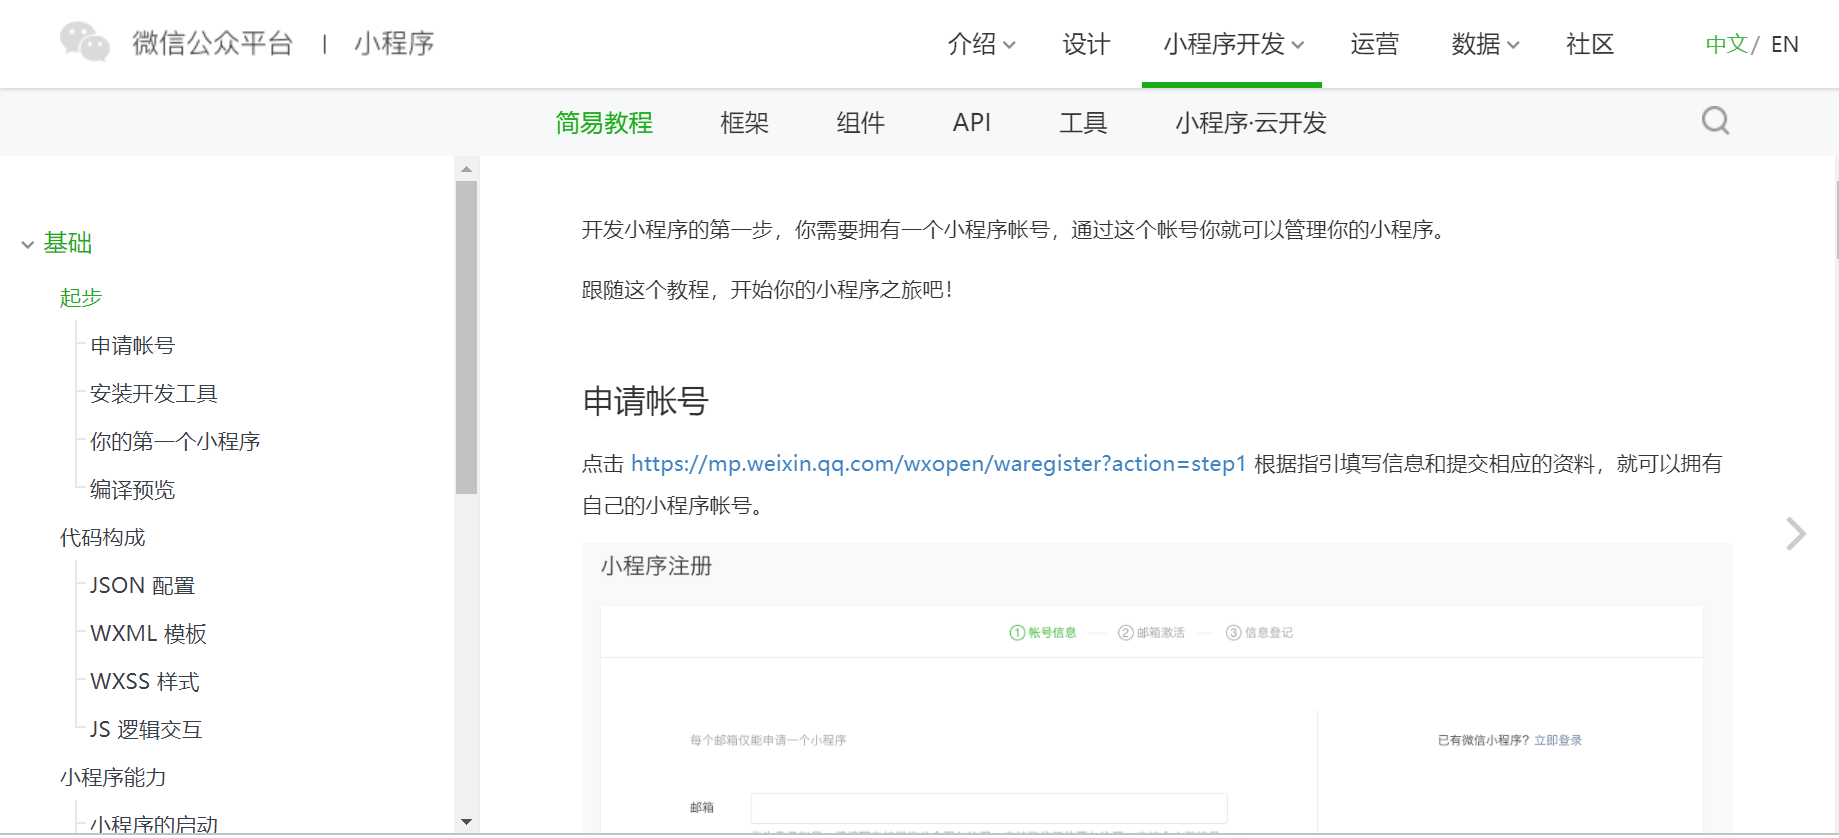 微信公众平台 | 小程序
介绍 设计 小程序开发 运营 数据 社区 中文 / EN
简易教程 框架 组件 API 工具 小程序·云开发
基础
起步
申请帐号
安装开发工具
你的第一个小程序
编译预览
代码构成
JSON 配置
WXML 模板
WXSS 样式
JS 逻辑交互
小程序能力
小程序的启动
开发小程序的第一步，你需要拥有一个小程序帐号，通过这个帐号你就可以管理你的小程序。
跟随这个教程，开始你的小程序之旅吧！
申请帐号
点击 https://mp.weixin.qq.com/wxopen/waregister?action=step1 根据指引填写信息和提交相应的资料，就可以拥有
自己的小程序帐号。
小程序注册
① 帐号信息 — ② 邮箱激活 — ③ 信息登记
每个邮箱仅能申请一个小程序
已有微信小程序？立即登录
邮箱